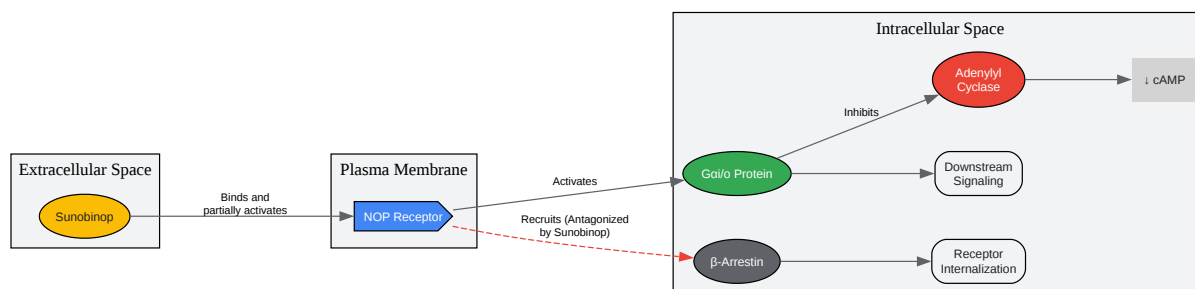 Intracellular Space
Adenylyl
Cyclase
↓ cAMP
Inhibits
Extracellular Space
Plasma Membrane
Gαi/o Protein
Downstream
Signaling
Activates
Binds and
partially activates
Sunobinop
NOP Receptor
Recruits (Antagonized
by Sunobinop)
β-Arrestin
Receptor
Internalization